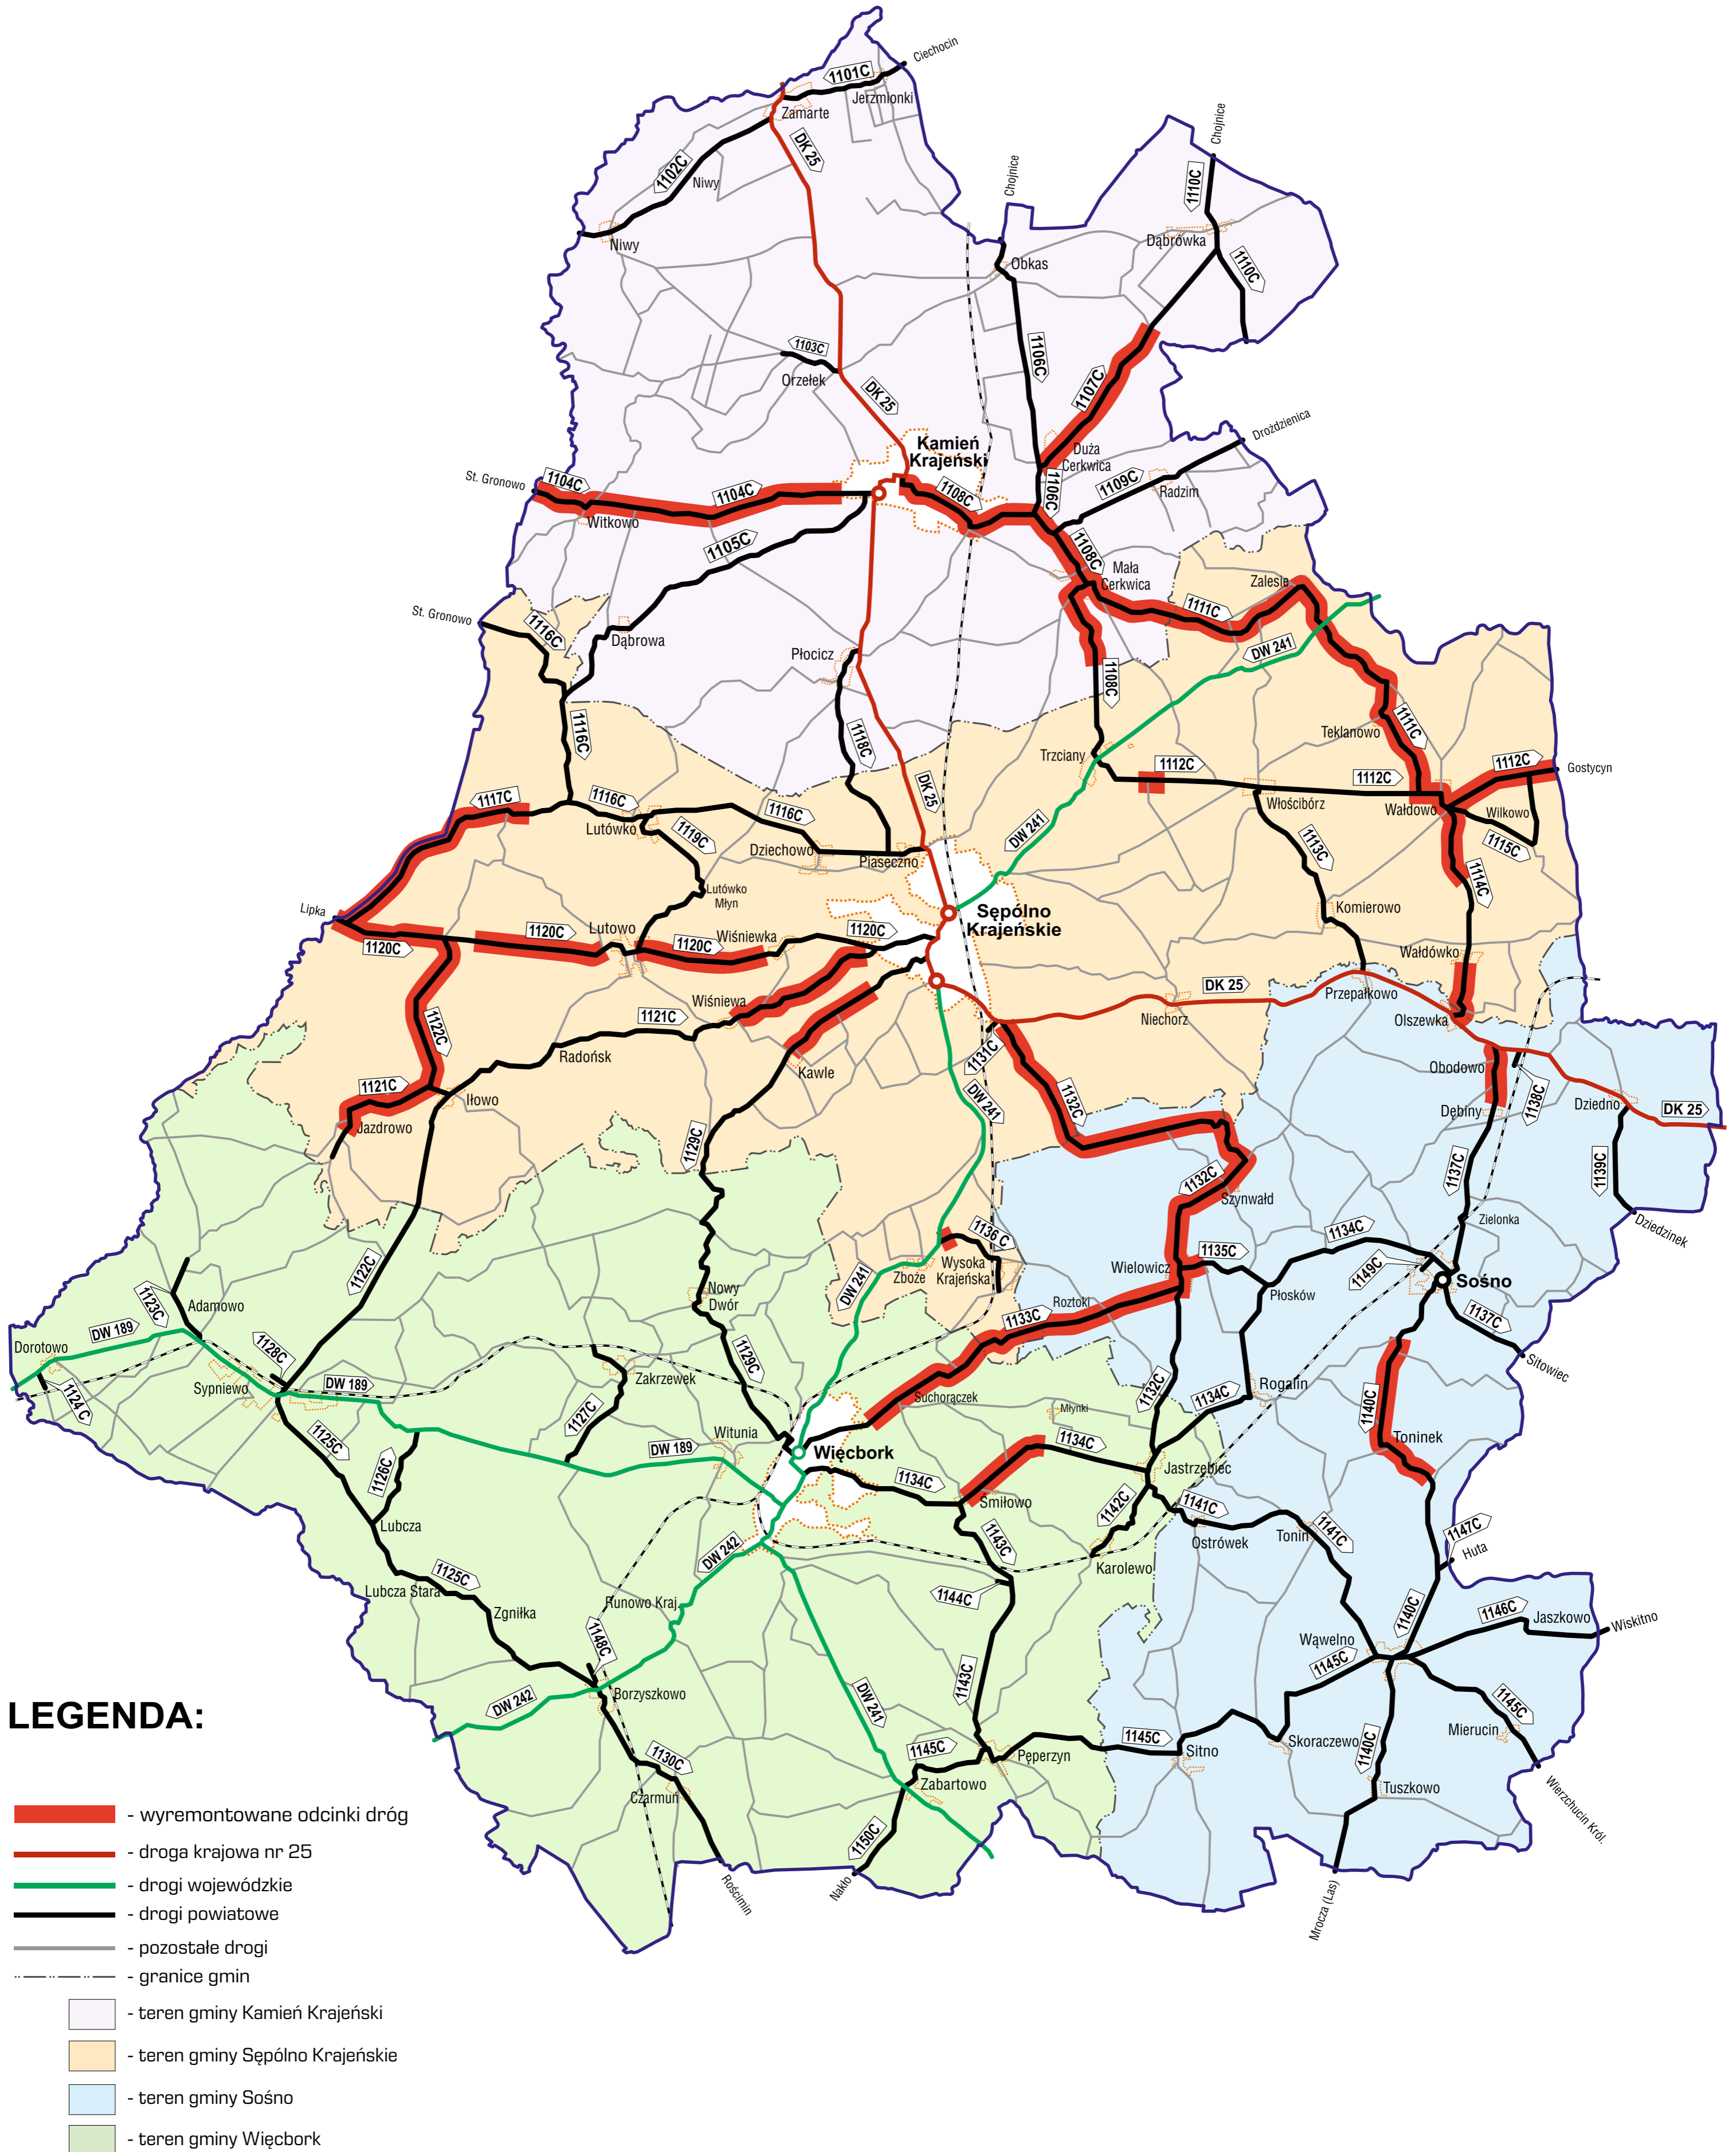 Ciechocin
1101C
Jerzmionki
Zamarte
DK 25
1102C
Niwy
Niwy
Chojnice
Chojnice
1110C
Dąbrówka
1110C
Obkas
1103C
Orzełek
1106C
DK 25
1107C
Kamień
Krajeński
Duża
Cerkwica
Drożdzienica
St. Gronowo
1104C
1104C
1108C
1106C
1109C
Radzim
Witkowo
1105C
1108C
Mała
Cerkwica
Zalesie
St. Gronowo
1116C
Dąbrowa
1111C
Płocicz
DW 241
1108C
1116C
1118C
Teklanowo
1111C
Trzciany
1112C
1112C
1112C
Gostycyn
DK 25
1117C
1116C
1116C
Włościbórz
Wałdowo
Wilkowo
Lutówko
1119C
Dziechowo
Piaseczno
DW 241
1113C
1115C
1114C
Lutówko
Młyn
Lipka
Sępólno
Krajeńskie
Komierowo
1120C
1120C
Lutowo
1120C
Wiśniewka
1120C
Wałdówko
Wiśniewa
DK 25
Przepałkowo
1122C
1121C
Niechorz
Olszewka
Radońsk
1131C
Kawle
Obodowo
1121C
Iłowo
DW 241
1132C
Dębiny
1138C
Dziedno
DK 25
Jazdrowo
1129C
1137C
1139C
1132C
Szynwałd
Dziedzinek
Zielonka
1136 C
1134C
1122C
Zboże
Wysoka
Krajeńska
Wielowicz
1135C
1149C
Sośno
1123C
Adamowo
Nowy
Dwór
DW 241
Płosków
Roztoki
1133C
1137C
DW 189
Dorotowo
1128C
1129C
Sitowiec
1124 C
Sypniewo
DW 189
Zakrzewek
1127C
Suchorączek
1132C
1134C
Rogalin
1140C
Młynki
1125C
Witunia
DW 189
Więcbork
1134C
Toninek
1126C
1134C
Jastrzębiec
Śmiłowo
1142C
1141C
Lubcza
Ostrówek
Tonin
1141C
1147C
Huta
DW 242
1143C
Karolewo
1125C
Lubcza Stara
1144C
Zgniłka
Runowo Kraj.
1140C
1146C
Jaszkowo
Wiskitno
1148C
Wąwelno
1145C
1143C
Borzyszkowo
DW 242
DW 241
1145C
Mierucin
1145C
1145C
Skoraczewo
1140C
Pęperzyn
Sitno
1130C
Zabartowo
Tuszkowo
Czarmuń
Wierzchucin Król.
1150C
Rościmin
Nakło
Mrocza (Las)
LEGENDA:
- wyremontowane odcinki dróg
- droga krajowa nr 25
- drogi wojewódzkie
- drogi powiatowe
- pozostałe drogi
- granice gmin
- teren gminy Kamień Krajeński
- teren gminy Sępólno Krajeńskie
- teren gminy Sośno
- teren gminy Więcbork